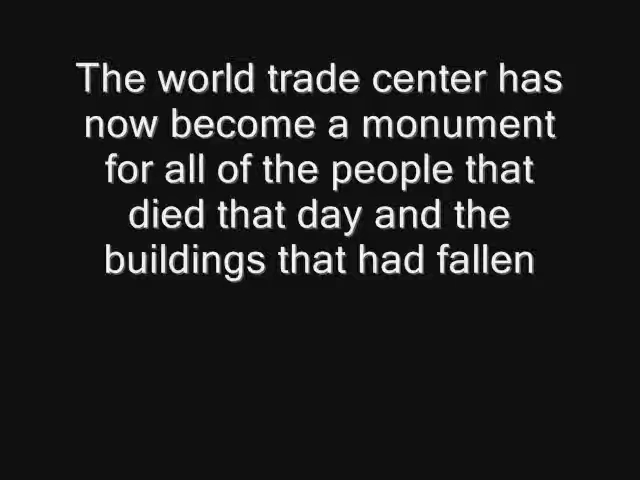 The world trade center has
now become a monument
for all of the people that
died that day and the
buildings that had fallen